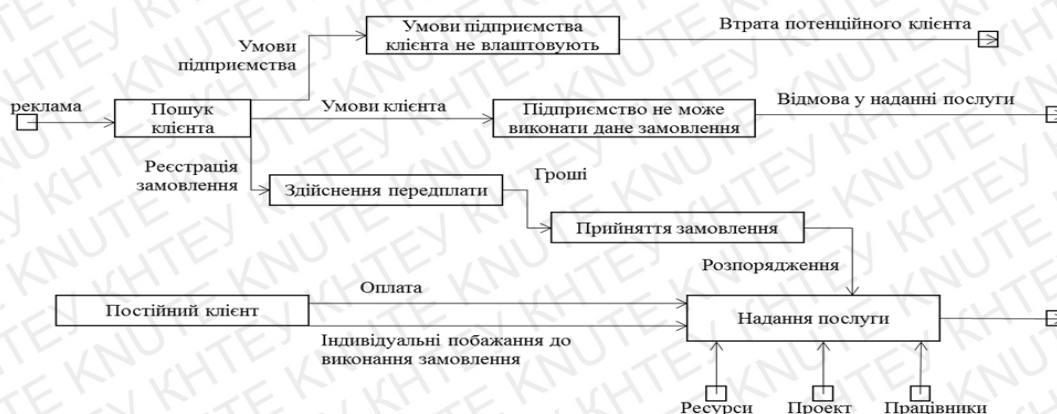 Умови підприємства
клієнта не влаштовують
Втрата потенційного клієнта
Умови
підприємства
реклама
Пошук
клієнта
Умови клієнта
Підприємство не може
виконати дане замовлення
Відмова у наданні послуги
Реєстрація
замовлення
Здійснення передплати
Гроші
Прийняття замовлення
Розпорядження
Постійний клієнт
Оплата
Індивідуальні побажання до
виконання замовлення
Надання послуги
Ресурси
Проект
Працівники
KHTEY KNUTE